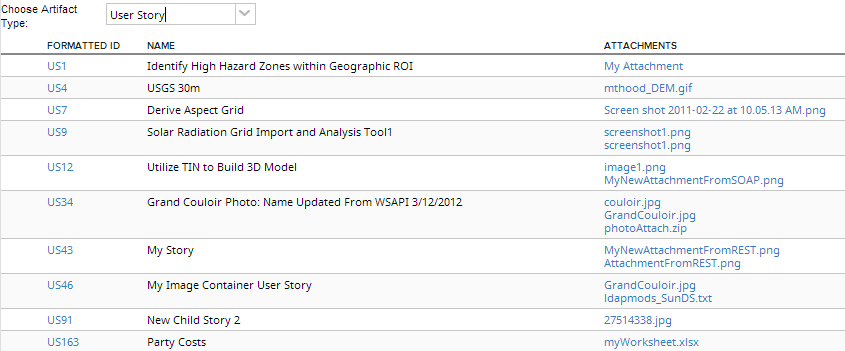 Choose Artifact
Type:
User Story
FORMATTED ID NAME ATTACHMENTS
US1 Identify High Hazard Zones within Geographic ROI My Attachment
US4 USGS 30m mthood_DEM.gif
US7 Derive Aspect Grid Screen shot 2011-02-22 at 10.05.13 AM.png
US9 Solar Radiation Grid Import and Analysis Tool1 screenshot1.png
screenshot1.png
US12 Utilize TIN to Build 3D Model image1.png
MyNewAttachmentFromSOAP.png
US34 Grand Couloir Photo: Name Updated From WSAPI 3/12/2012 couloir.jpg
GrandCouloir.jpg
photoAttach.zip
US43 My Story MyNewAttachmentFromREST.png
AttachmentFromREST.png
US46 My Image Container User Story GrandCouloir.jpg
ldapmods_SunDS.txt
US91 New Child Story 2 27514338.jpg
US163 Party Costs myWorksheet.xlsx